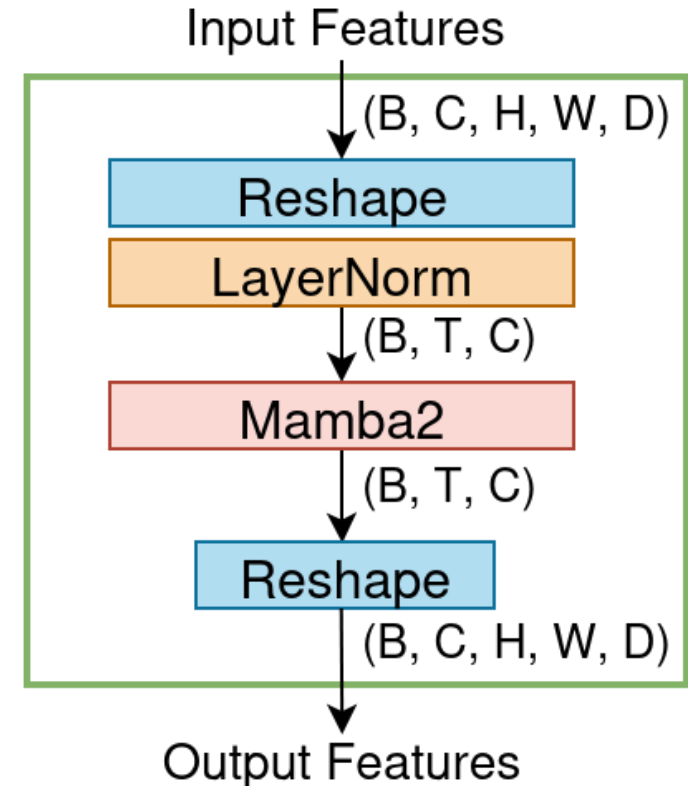 Input Features
(B, C, H, W, D)
Reshape
LayerNorm
(B, T, C)
Mamba2
(B, T, C)
Reshape
(B, C, H, W, D)
Output Features